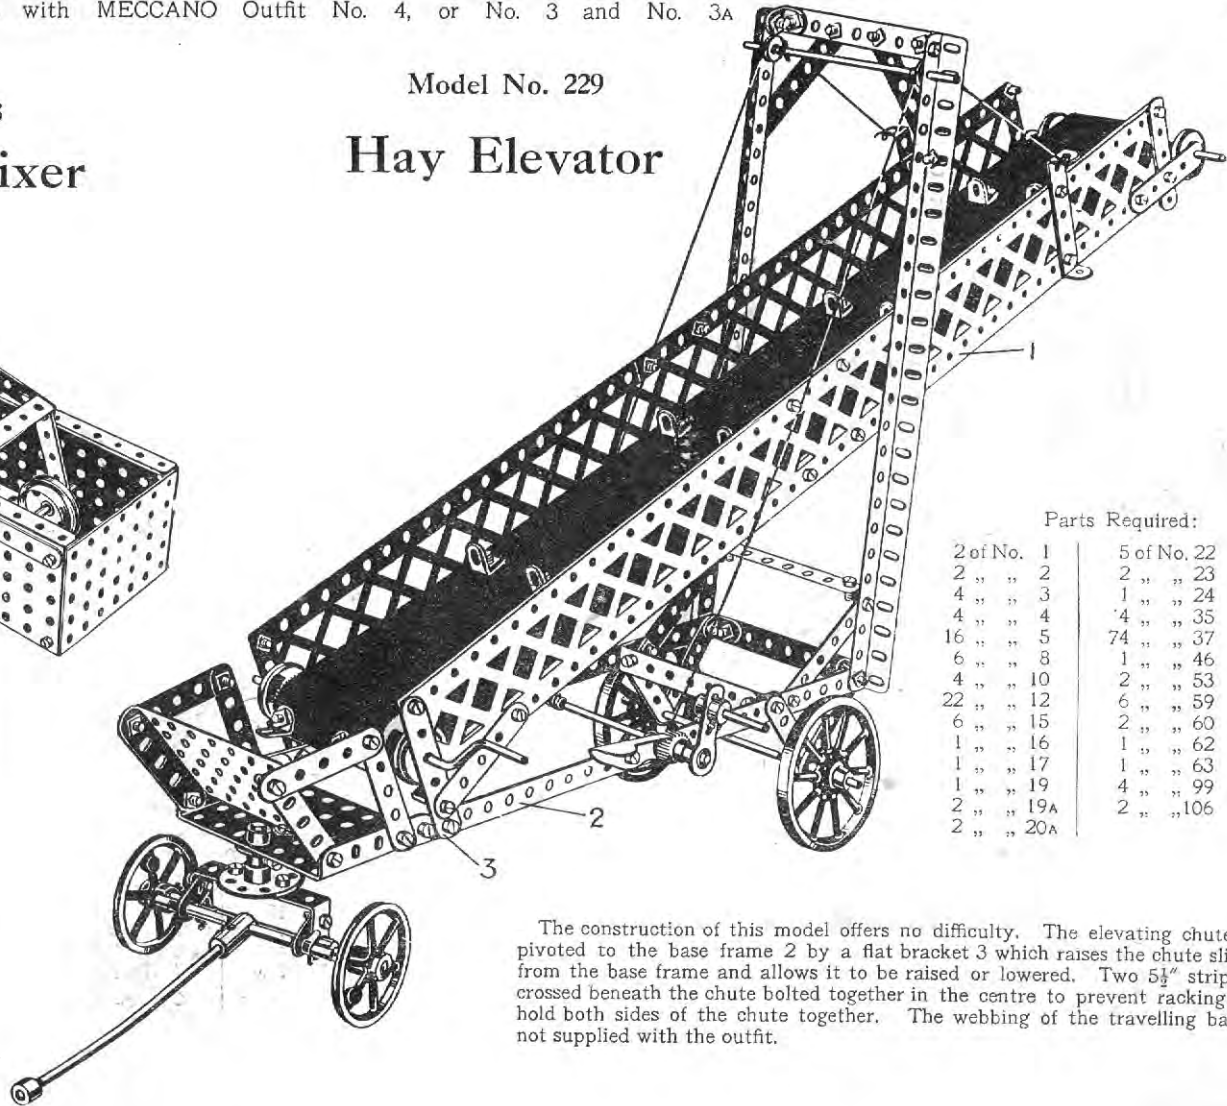 with MECCANO Outfit No. 4, or No. 3 and No. 3A
ixer
Model No. 229
Hay Elevator
1
2
3
Parts Required:
2 of No. 1
2 „ „ 2
4 „ „ 3
4 „ „ 4
16 „ „ 5
6 „ „ 8
4 „ „ 10
22 „ „ 12
6 „ „ 15
1 „ „ 16
1 „ „ 17
1 „ „ 19
2 „ „ 19A
2 „ „ 20A
5 of No. 22
2 „ „ 23
1 „ „ 24
4 „ „ 35
74 „ „ 37
1 „ „ 46
2 „ „ 53
6 „ „ 59
2 „ „ 60
1 „ „ 62
1 „ „ 63
4 „ „ 99
2 „ „ 106
The construction of this model offers no difficulty. The elevating chute
pivoted to the base frame 2 by a flat bracket 3 which raises the chute sli
from the base frame and allows it to be raised or lowered. Two 5½″ strip
crossed beneath the chute bolted together in the centre to prevent racking
hold both sides of the chute together. The webbing of the travelling ba
not supplied with the outfit.